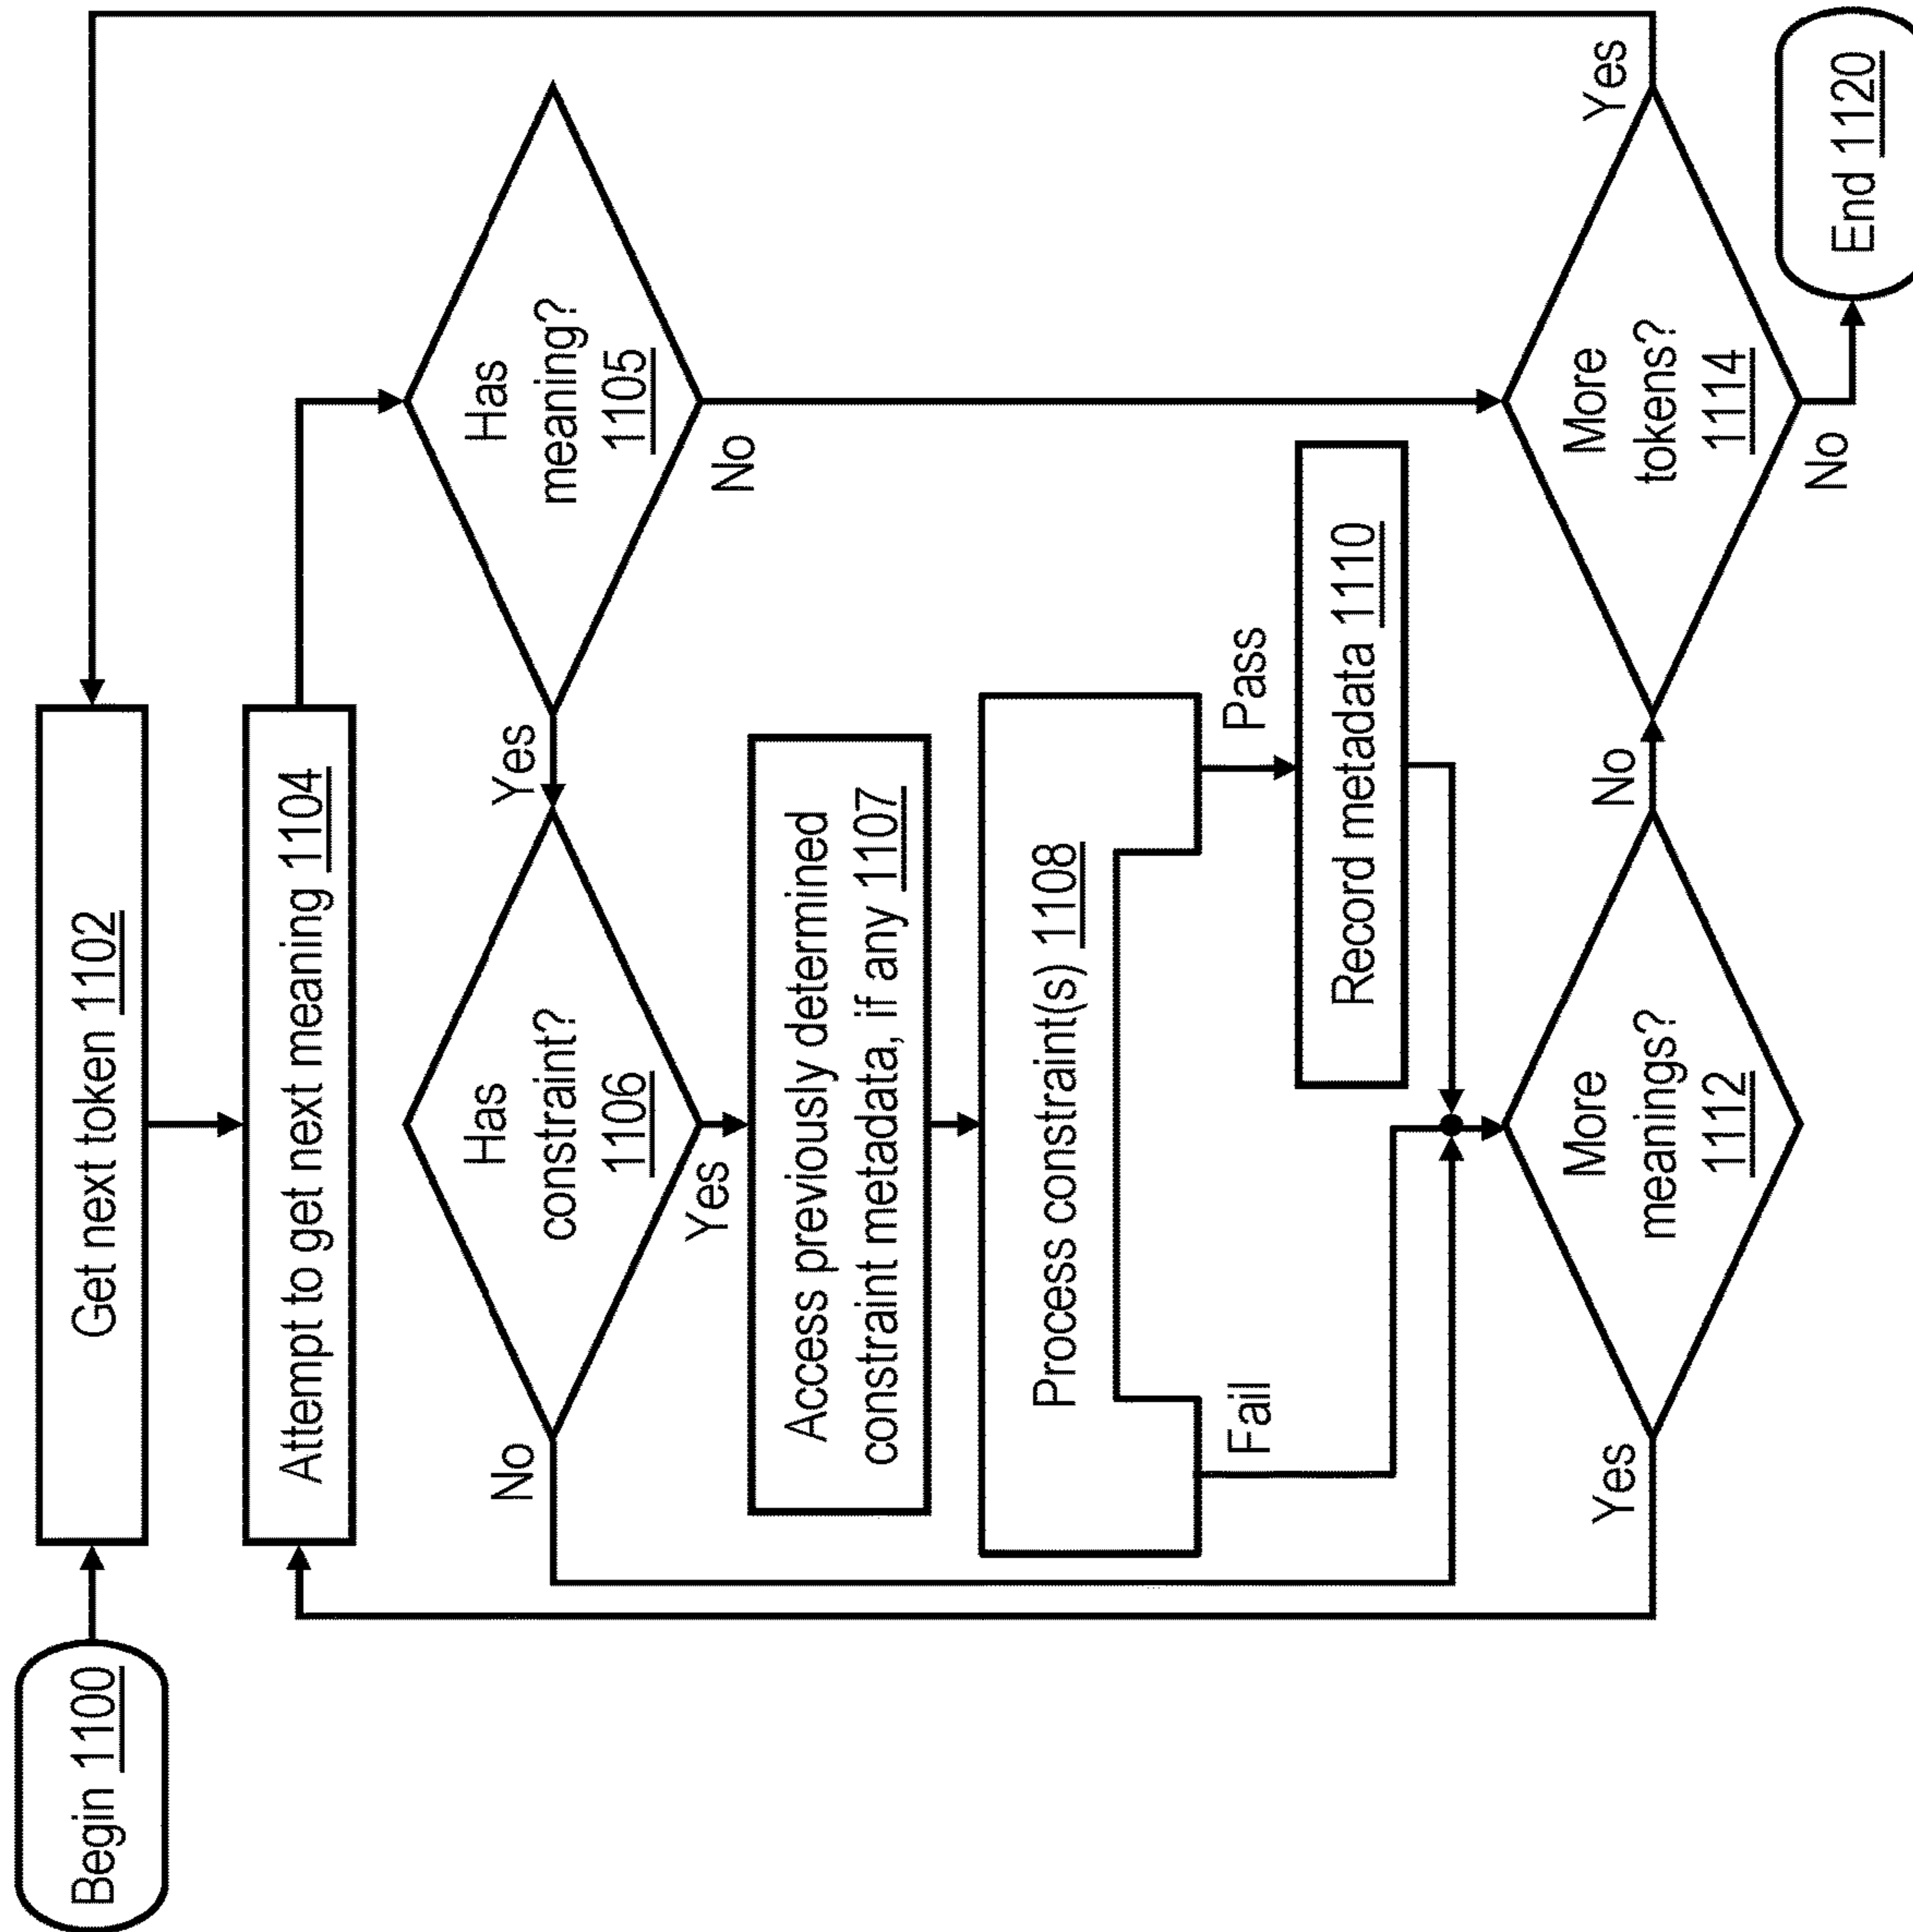 Begin 1100
Get next token 1102
Attempt to get next meaning 1104
Has
meaning?
1105
Yes
No
Has
constraint?
1106
No
Yes
Access previously determined
constraint metadata, if any 1107
Process constraint(s) 1108
Fail
Pass
Record metadata 1110
More
meanings?
1112
Yes
No
More
tokens?
1114
Yes
No
End 1120